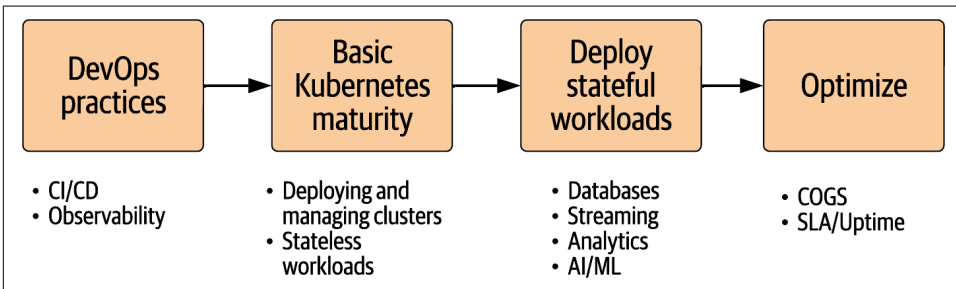 DevOps
practices
Basic
Kubernetes
maturity
Deploy
stateful
workloads
Optimize
• CI/CD
• Observability
• Deploying and
managing clusters
• Stateless
workloads
• Databases
• Streaming
• Analytics
• AI/ML
• COGS
• SLA/Uptime